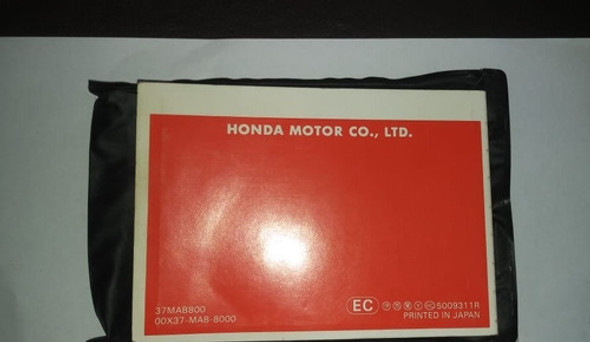 HONDA MOTOR CO., LTD.
37MAB800
00X37-MAB-8000
EC 5009311R
PRINTED IN JAPAN